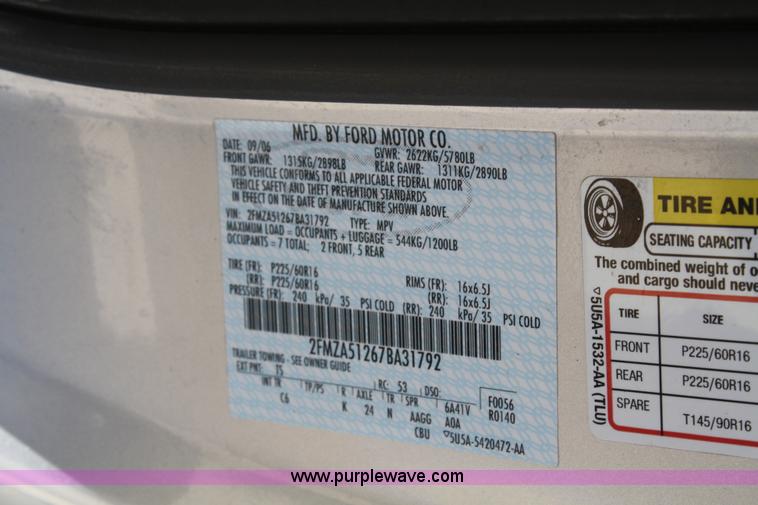 MFD. BY FORD MOTOR CO.
DATE: 09/06 GVWR: 2622KG/5780LB
FRONT GAWR: 1315KG/2898LB REAR GAWR: 1311KG/2890LB
THIS VEHICLE CONFORMS TO ALL APPLICABLE FEDERAL MOTOR
VEHICLE SAFETY AND THEFT PREVENTION STANDARDS
IN EFFECT ON THE DATE OF MANUFACTURE SHOWN ABOVE.
VIN: 2FMZA51267BA31792 TYPE: MPV
MAXIMUM LOAD = OCCUPANTS + LUGGAGE = 544KG/1200LB
OCCUPANTS = 7 TOTAL: 2 FRONT, 5 REAR
TIRE (FR): P225/60R16 RIMS (FR): 16x6.5J
(RR): P225/60R16 (RR): 16x6.5J
PRESSURE (FR): 240 kPa/ 35 PSI COLD (RR): 240 kPa/ 35 PSI COLD
2FMZA51267BA31792
TRAILER TOWING - SEE OWNER GUIDE
EXT PNT: T5 RC: 53 DSO: F0056
INT TR TP/PS R AXLE TR SPR 6A41V R0140
C6 K 24 N AAGG A0A
CBU ▽5U5A-5420472-AA
TIRE AN
SEATING CAPACITY
The combined weight of o
and cargo should neve
TIRE SIZE
FRONT P225/60R16
REAR P225/60R16
SPARE T145/90R16
▽5U5A-1532-AA (TLU)
www.purplewave.com